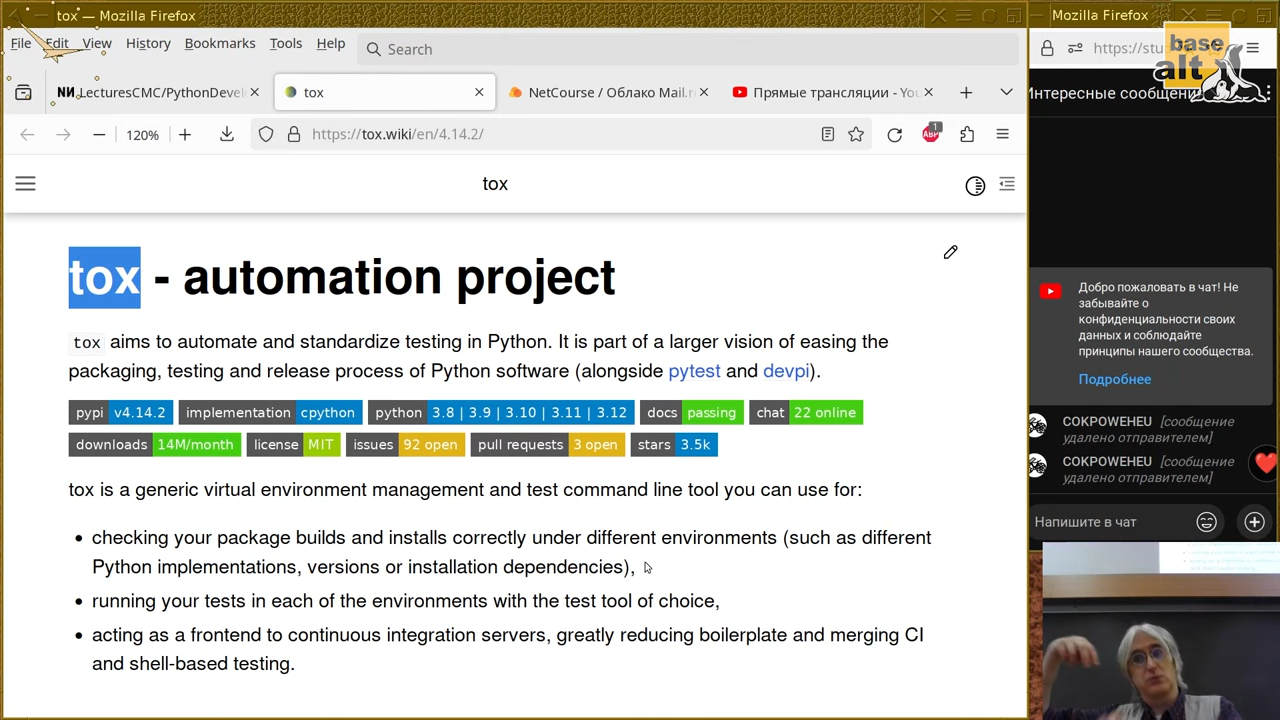 tox — Mozilla Firefox
File Edit View History Bookmarks Tools Help
Search
LecturesCMC/PythonDevel
tox
NetCourse / Облако Mail.r
Прямые трансляции - You
120%
https://tox.wiki/en/4.14.2/
ABP
1
tox
tox - automation project
tox aims to automate and standardize testing in Python. It is part of a larger vision of easing the
packaging, testing and release process of Python software (alongside pytest and devpi).
pypi v4.14.2 implementation cpython python 3.8 | 3.9 | 3.10 | 3.11 | 3.12 docs passing chat 22 online
downloads 14M/month license MIT issues 92 open pull requests 3 open stars 3.5k
tox is a generic virtual environment management and test command line tool you can use for:
• checking your package builds and installs correctly under different environments (such as different
Python implementations, versions or installation dependencies),
• running your tests in each of the environments with the test tool of choice,
• acting as a frontend to continuous integration servers, greatly reducing boilerplate and merging CI
and shell-based testing.
Mozilla Firefox
https://stu
base
alt
Интересные сообщени
Добро пожаловать в чат! Не
забывайте о
конфиденциальности своих
данных и соблюдайте
принципы нашего сообщества.
Подробнее
COKPOWEHEU [сообщение
удалено отправителем]
COKPOWEHEU [сообщение
удалено отправителем]
Напишите в чат